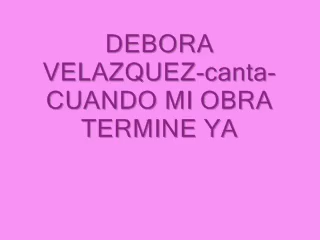 DEBORA
VELAZQUEZ-canta-
CUANDO MI OBRA
TERMINE YA